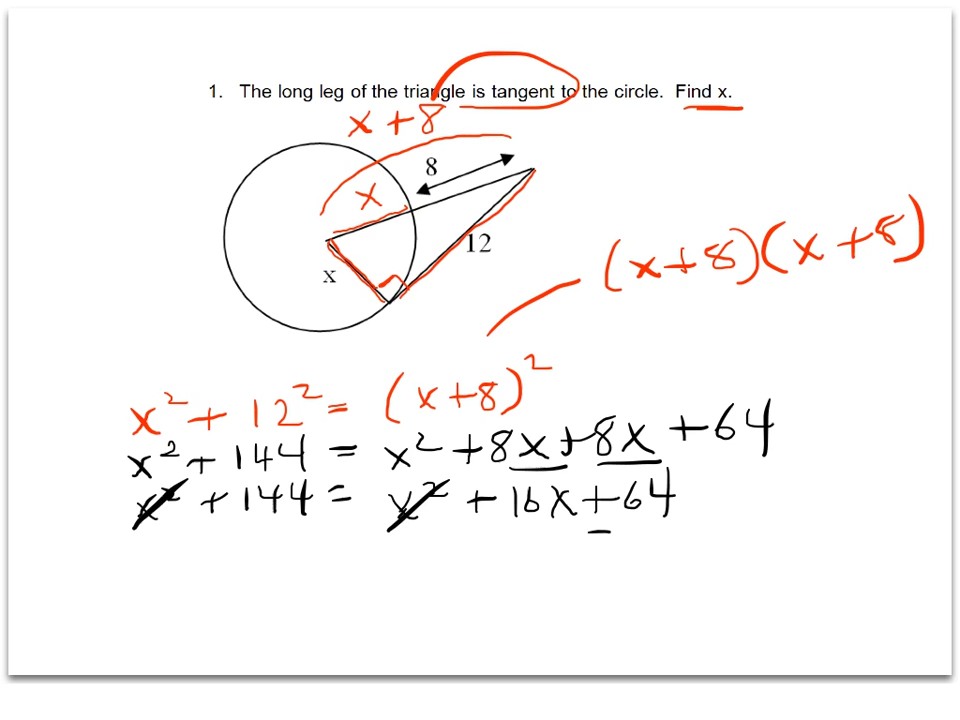 1. The long leg of the triangle is tangent to the circle. Find x.
x + 8
8
x
12
(x+8)(x+8)
x
x² + 12² = (x+8)²
x² + 144 = x² + 8x + 8x + 64
x² + 144 = x² + 16x + 64